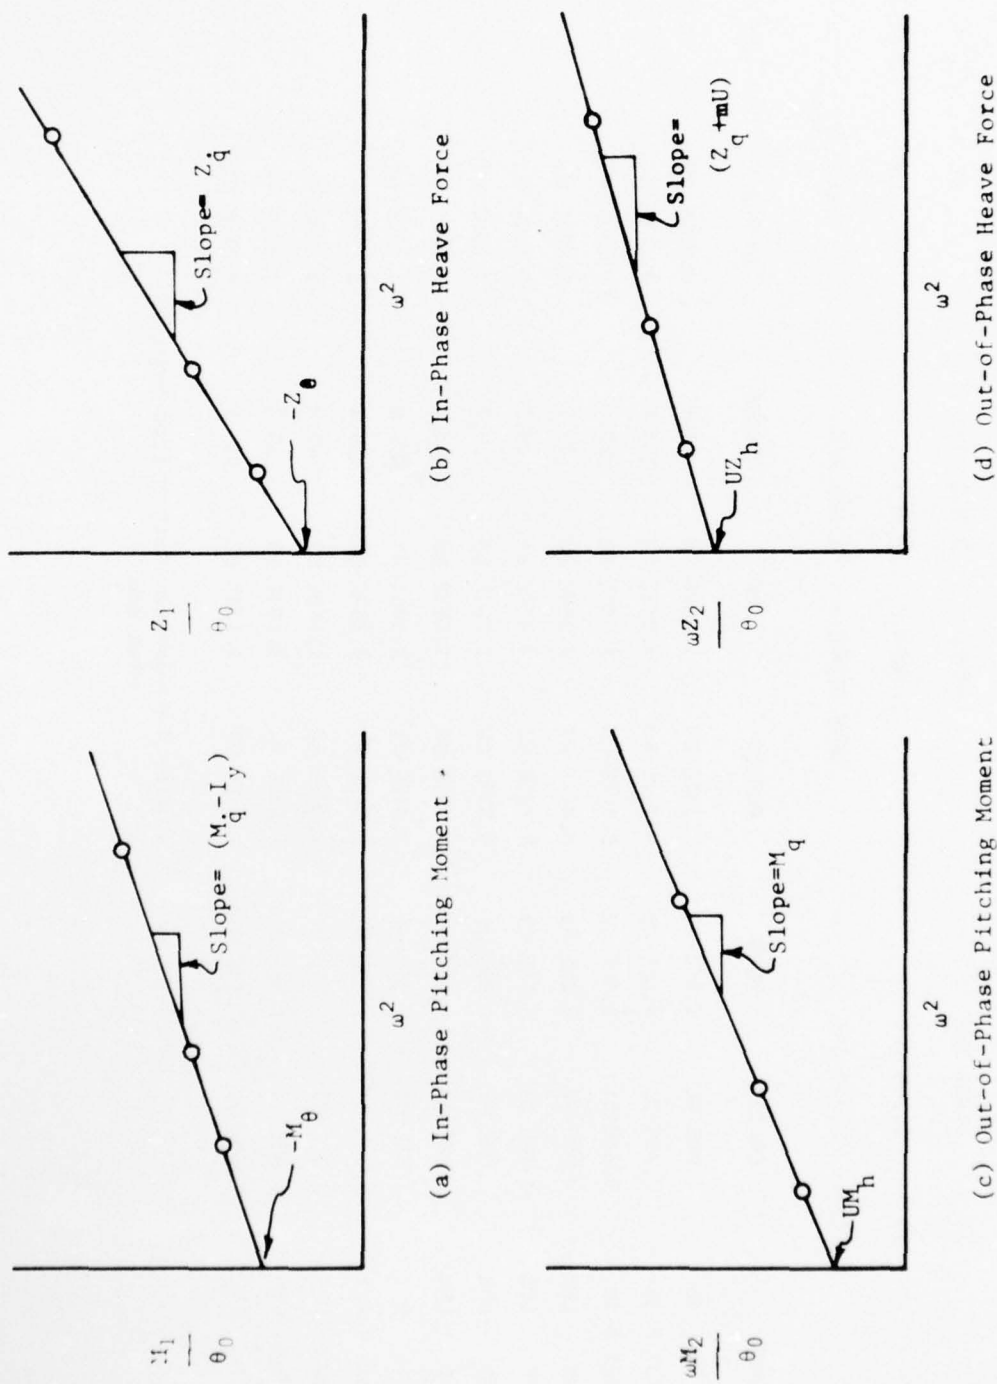 M₁
θ₀
-M_θ
Slope= (M_q̇-I_y)
ω²
(a) In-Phase Pitching Moment
Z₁
θ₀
-Z_θ
Slope= Z_q̇
ω²
(b) In-Phase Heave Force
ωM₂
θ₀
UM_h
Slope=M_q
ω²
(c) Out-of-Phase Pitching Moment
ωZ₂
θ₀
UZ_h
Slope=
(Z_q+mU)
ω²
(d) Out-of-Phase Heave Force